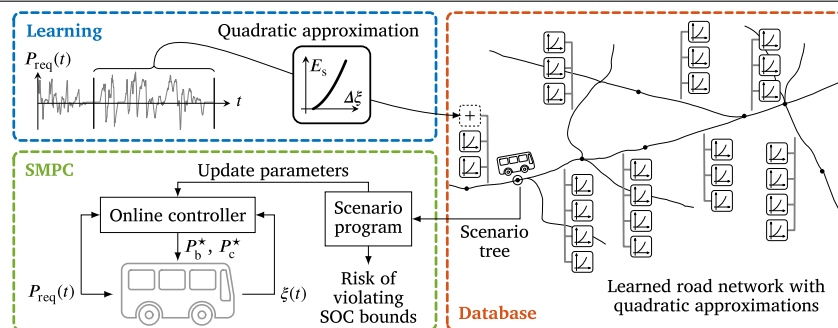 Learning
Quadratic approximation
P_req(t)
t
E_s
Δξ
+
SMPC
Update parameters
Online controller
Scenario
program
P_b^★, P_c^★
P_req(t)
ξ(t)
Risk of
violating
SOC bounds
Scenario
tree
Learned road network with
quadratic approximations
Database